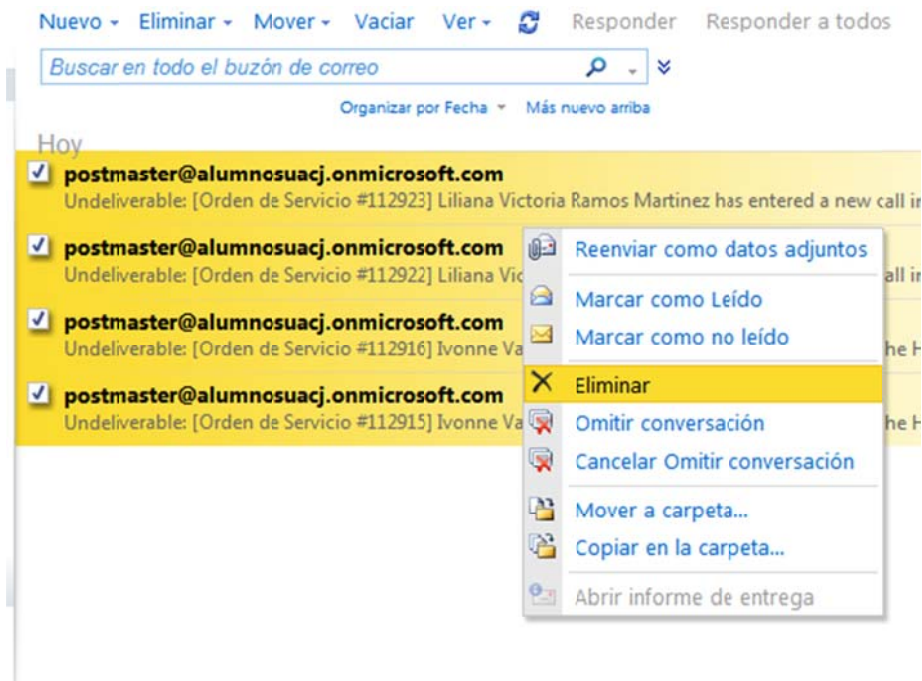 Nuevo Eliminar Mover Vaciar Ver Responder Responder a todos
Buscar en todo el buzón de correo
Organizar por Fecha Más nuevo arriba
Hoy
postmaster@alumnosuacj.onmicrosoft.com
Undeliverable: [Orden de Servicio #112923] Liliana Victoria Ramos Martinez has entered a new call
postmaster@alumnosuacj.onmicrosoft.com
Undeliverable: [Orden de Servicio #112922] Liliana
postmaster@alumnosuacj.onmicrosoft.com
Undeliverable: [Orden de Servicio #112916] Ivonne
postmaster@alumnosuacj.onmicrosoft.com
Undeliverable: [Orden de Servicio #112915] Ivonne
Reenviar como datos adjuntos
Marcar como Leído
Marcar como no leído
Eliminar
Omitir conversación
Cancelar Omitir conversación
Mover a carpeta...
Copiar en la carpeta...
Abrir informe de entrega